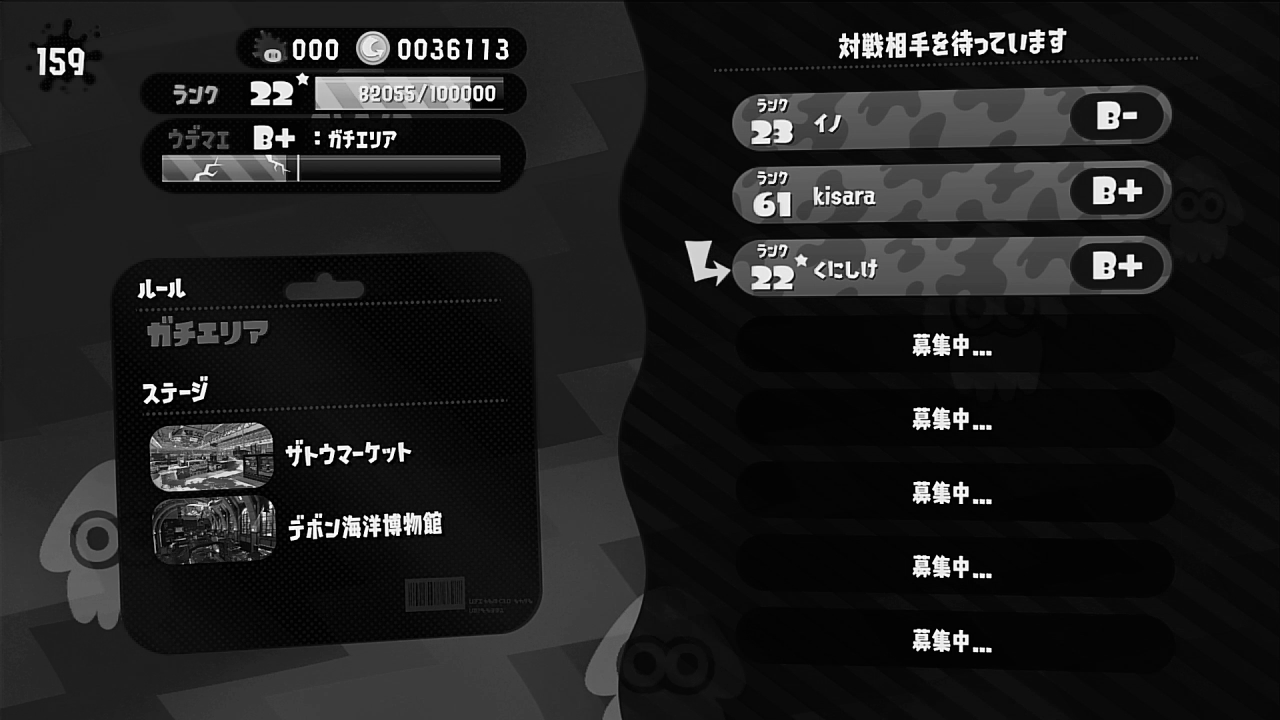 159
000 0036113
ランク 22 82055/100000
ウデマエ B+ : ガチエリア
ルール
ガチエリア
ステージ
ザトウマーケット
デボン海洋博物館
対戦相手を待っています
ランク 23 イノ B-
ランク 61 kisara B+
ランク 22 くにしけ B+
募集中...
募集中...
募集中...
募集中...
募集中...